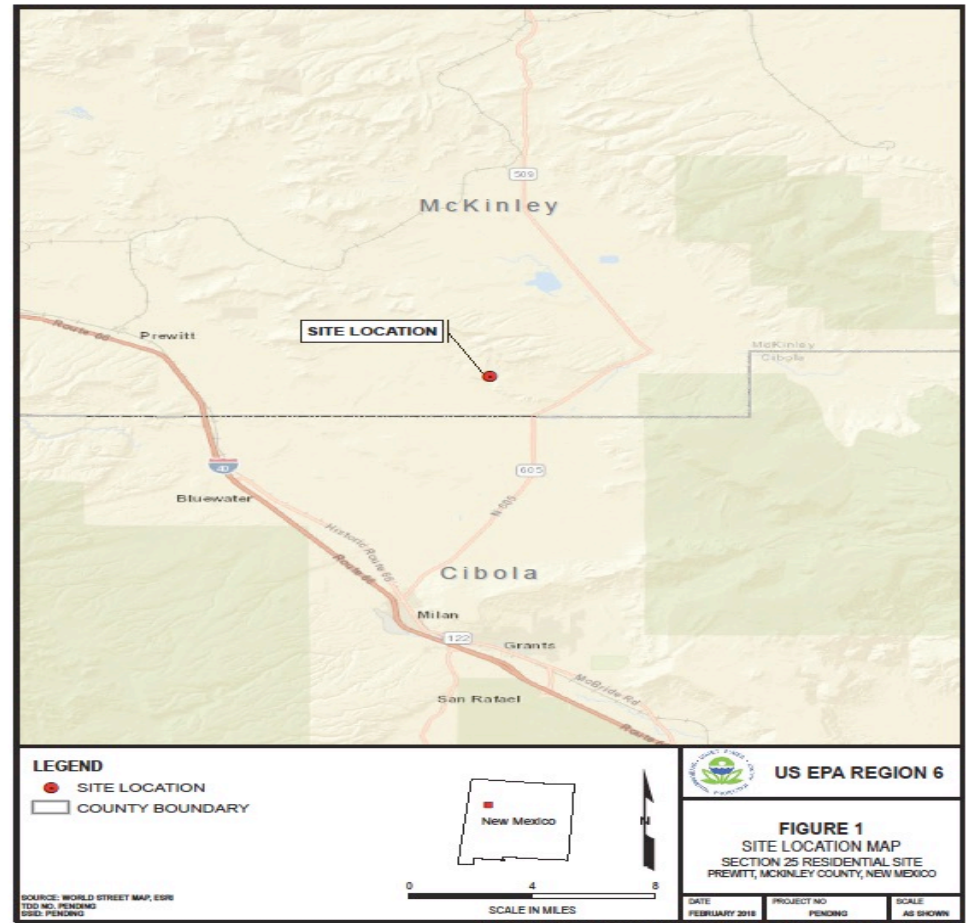 509
McKinley
Route 66
Prewitt
SITE LOCATION
McKinley
Cibola
40
605
Bluewater
N-605
Historic Route 66
Route 66
Cibola
Milan
122
Grants
McBride Rd
San Rafael
Route 6
LEGEND
SITE LOCATION
COUNTY BOUNDARY
New Mexico
N
0 4 8
SCALE IN MILES
SOURCE: WORLD STREET MAP, ESRI
TDD NO. PENDING
SSID: PENDING
US EPA REGION 6
FIGURE 1
SITE LOCATION MAP
SECTION 25 RESIDENTIAL SITE
PREWITT, MCKINLEY COUNTY, NEW MEXICO
DATE PROJECT NO SCALE
FEBRUARY 2018 PENDING AS SHOWN